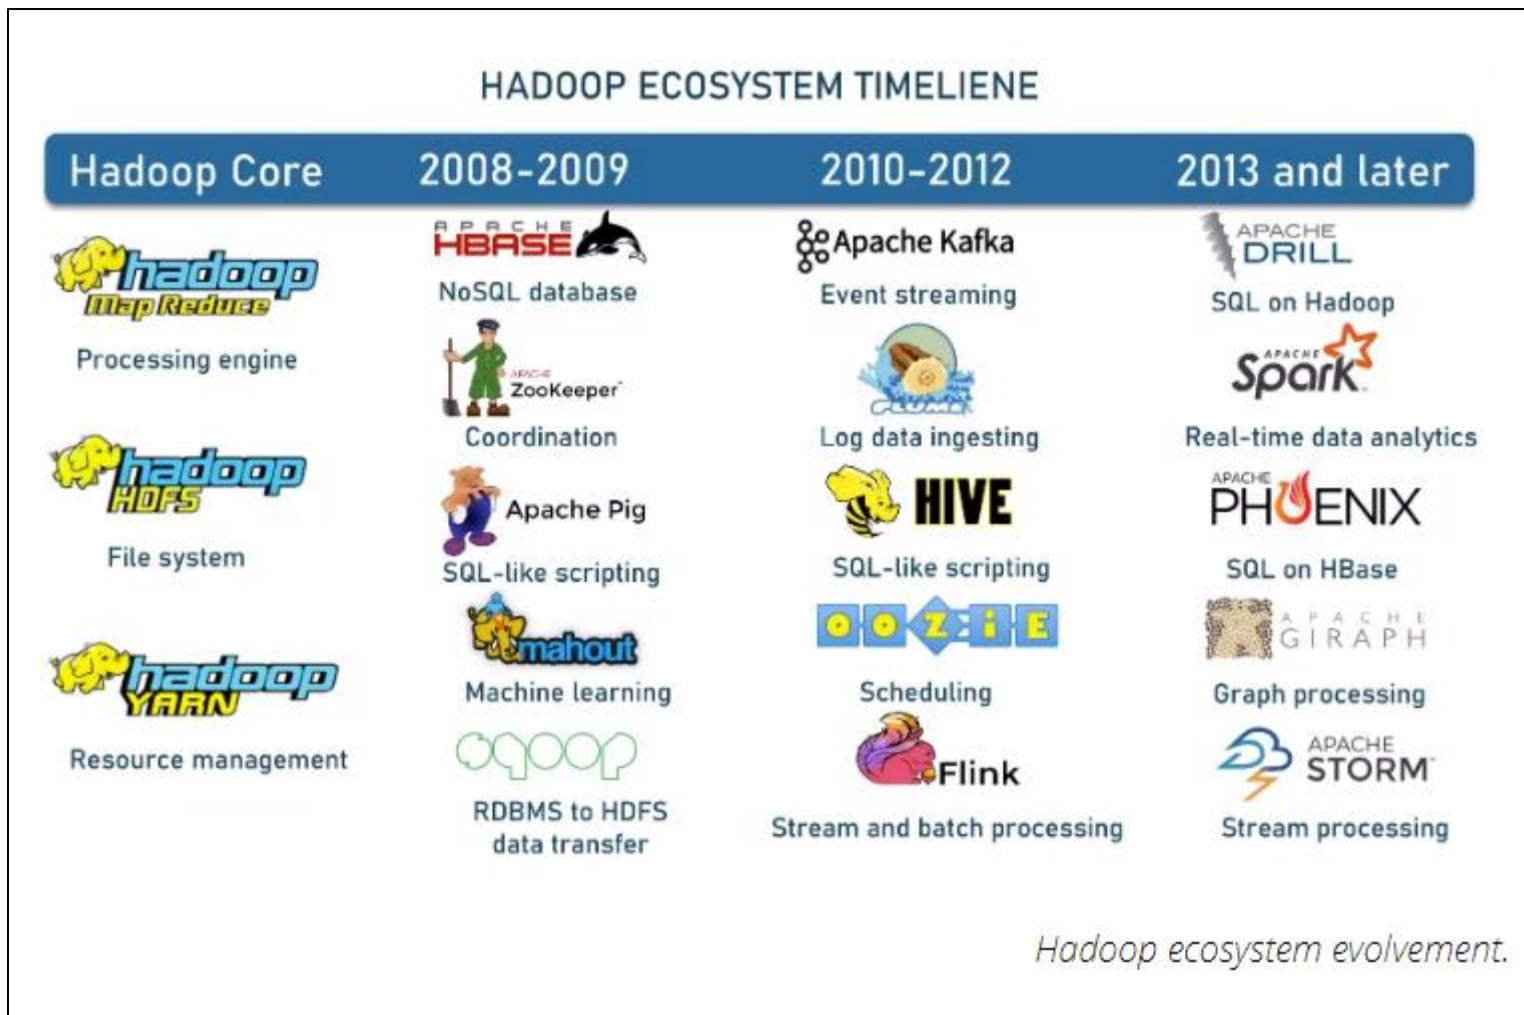 HADOOP ECOSYSTEM TIMELIENE
Hadoop Core
2008-2009
2010-2012
2013 and later
hadoop
Map Reduce
Processing engine
hadoop
HDFS
File system
hadoop
YARN
Resource management
APACHE
HBASE
NoSQL database
APACHE
ZooKeeper™
Coordination
Apache Pig
SQL-like scripting
mahout
Machine learning
sqoop
RDBMS to HDFS
data transfer
Apache Kafka
Event streaming
FLUME
Log data ingesting
HIVE
SQL-like scripting
OOZiE
Scheduling
Flink
Stream and batch processing
APACHE
DRILL
SQL on Hadoop
APACHE
Spark™
Real-time data analytics
APACHE
PHOENIX
SQL on HBase
APACHE
GIRAPH
Graph processing
APACHE
STORM™
Stream processing
Hadoop ecosystem evolvement.